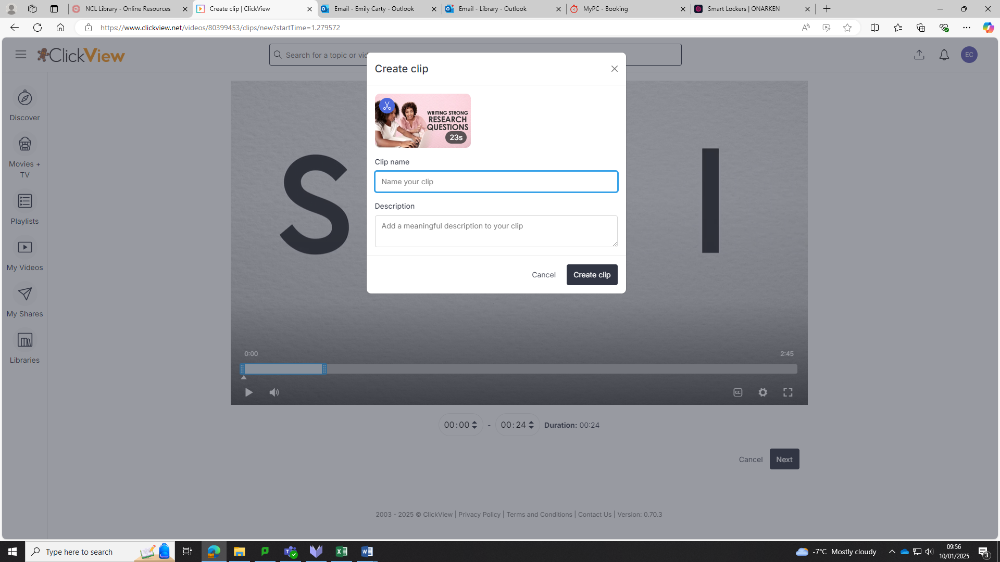 NCL Library - Online Resources
Create clip | ClickView
Email - Emily Carty - Outlook
Email - Library - Outlook
MyPC - Booking
Smart Lockers | ONARKEN
https://www.clickview.net/videos/80399453/clips/new?startTime=1.279572
ClickView
Search for a topic or vid
EC
Create clip
WRITING STRONG
RESEARCH
QUESTIONS
23s
Clip name
Name your clip
Description
Add a meaningful description to your clip
Cancel
Create clip
Discover
Movies +
TV
Playlists
My Videos
My Shares
Libraries
S
I
0:00
2:45
CC
00:00 - 00:24 Duration: 00:24
Cancel
Next
2003 - 2025 © ClickView | Privacy Policy | Terms and Conditions | Contact Us | Version: 0.70.3
Type here to search
-7°C Mostly cloudy
09:56
10/01/2025
3